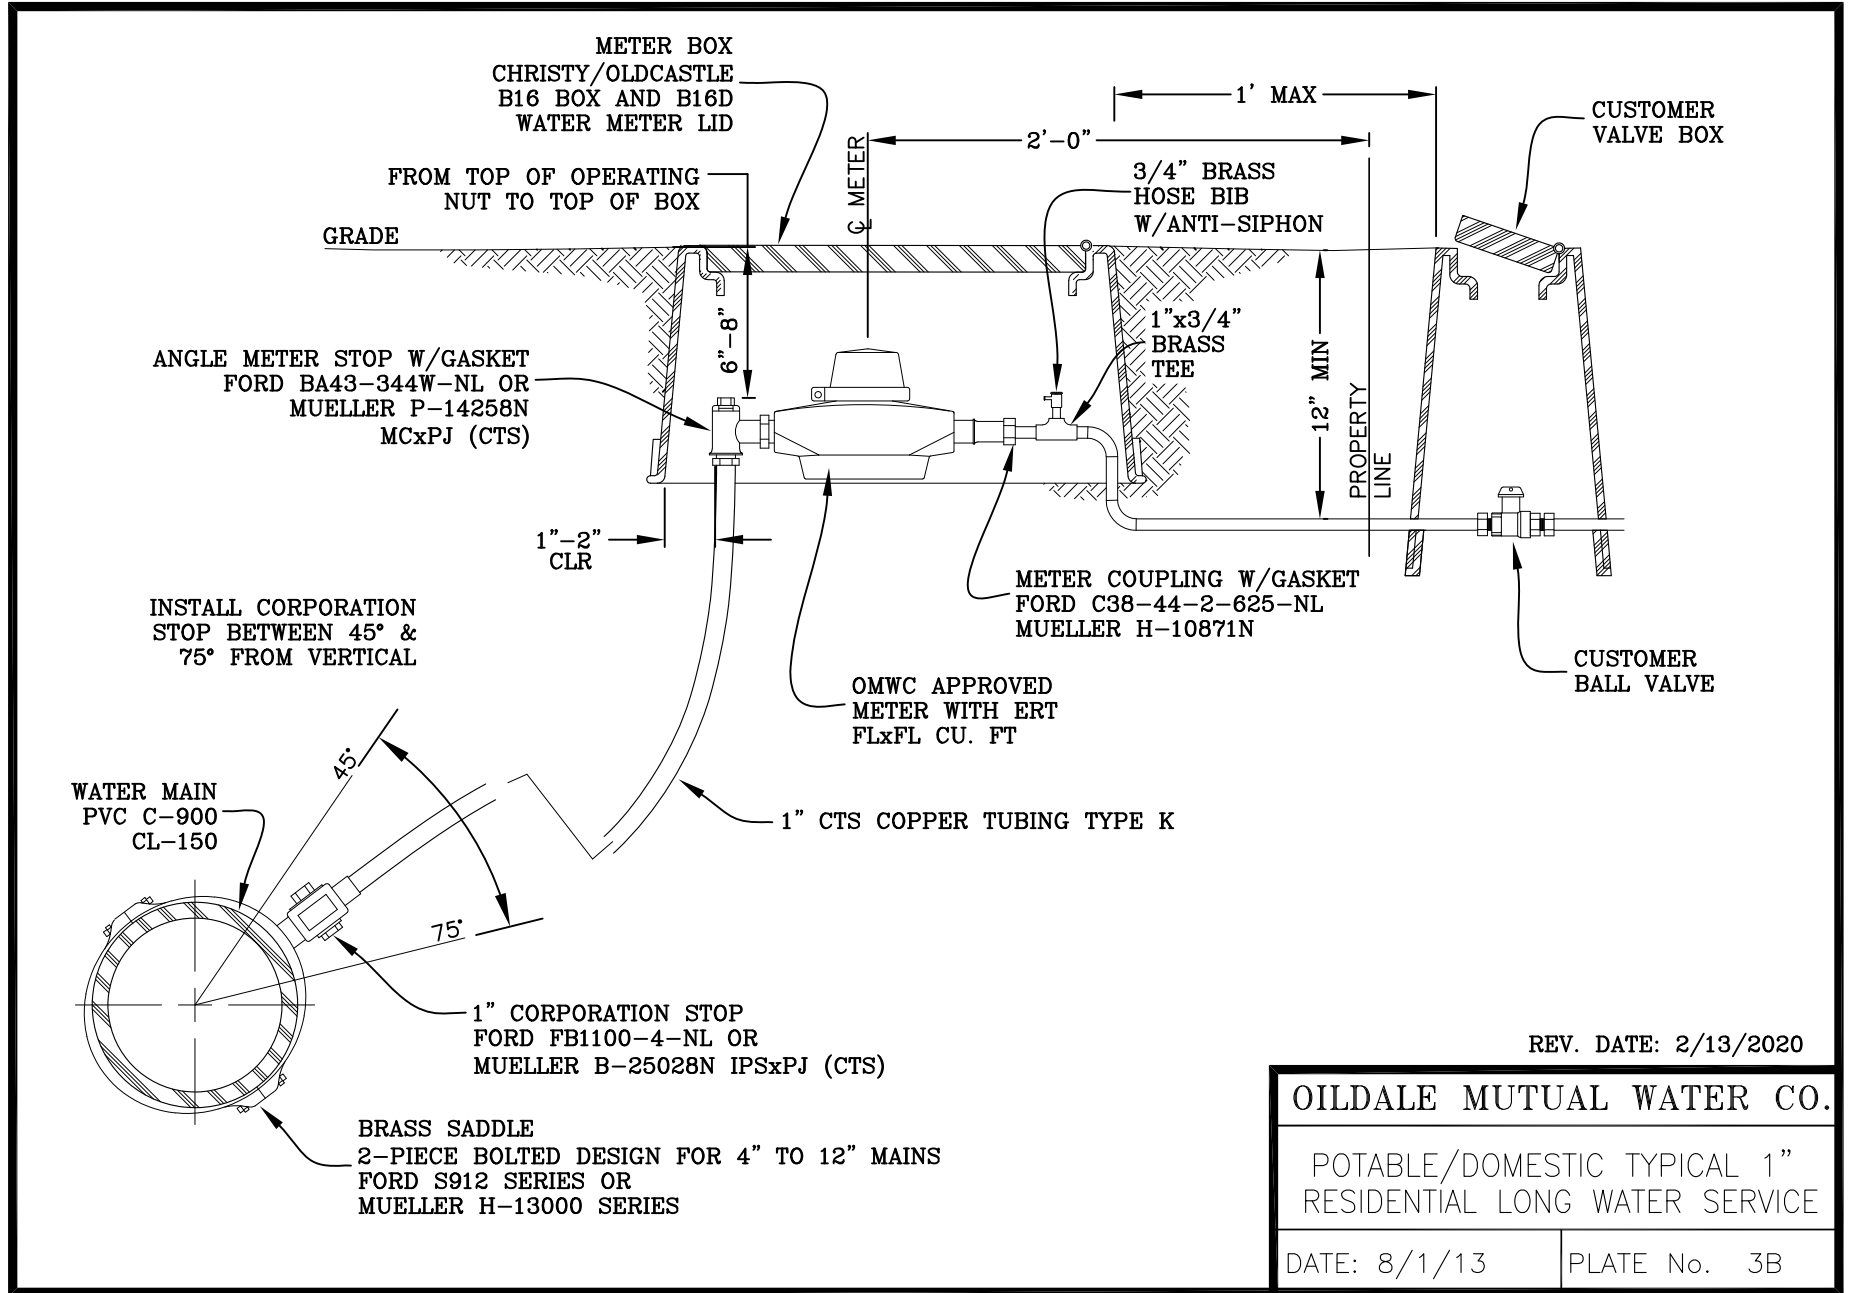 METER BOX
CHRISTY/OLDCASTLE
B16 BOX AND B16D
WATER METER LID
1' MAX
CUSTOMER
VALVE BOX
2'-0"
FROM TOP OF OPERATING
NUT TO TOP OF BOX
℄ METER
3/4" BRASS
HOSE BIB
W/ANTI-SIPHON
GRADE
6"-8"
1"x3/4"
BRASS
TEE
12" MIN
PROPERTY
LINE
ANGLE METER STOP W/GASKET
FORD BA43-344W-NL OR
MUELLER P-14258N
MCxPJ (CTS)
1"-2"
CLR
METER COUPLING W/GASKET
FORD C38-44-2-625-NL
MUELLER H-10871N
INSTALL CORPORATION
STOP BETWEEN 45° &
75° FROM VERTICAL
CUSTOMER
BALL VALVE
OMWC APPROVED
METER WITH ERT
FLxFL CU. FT
45°
WATER MAIN
PVC C-900
CL-150
1" CTS COPPER TUBING TYPE K
75°
1" CORPORATION STOP
FORD FB1100-4-NL OR
MUELLER B-25028N IPSxPJ (CTS)
BRASS SADDLE
2-PIECE BOLTED DESIGN FOR 4" TO 12" MAINS
FORD S912 SERIES OR
MUELLER H-13000 SERIES
REV. DATE: 2/13/2020
OILDALE MUTUAL WATER CO.
POTABLE/DOMESTIC TYPICAL 1"
RESIDENTIAL LONG WATER SERVICE
DATE: 8/1/13
PLATE No. 3B